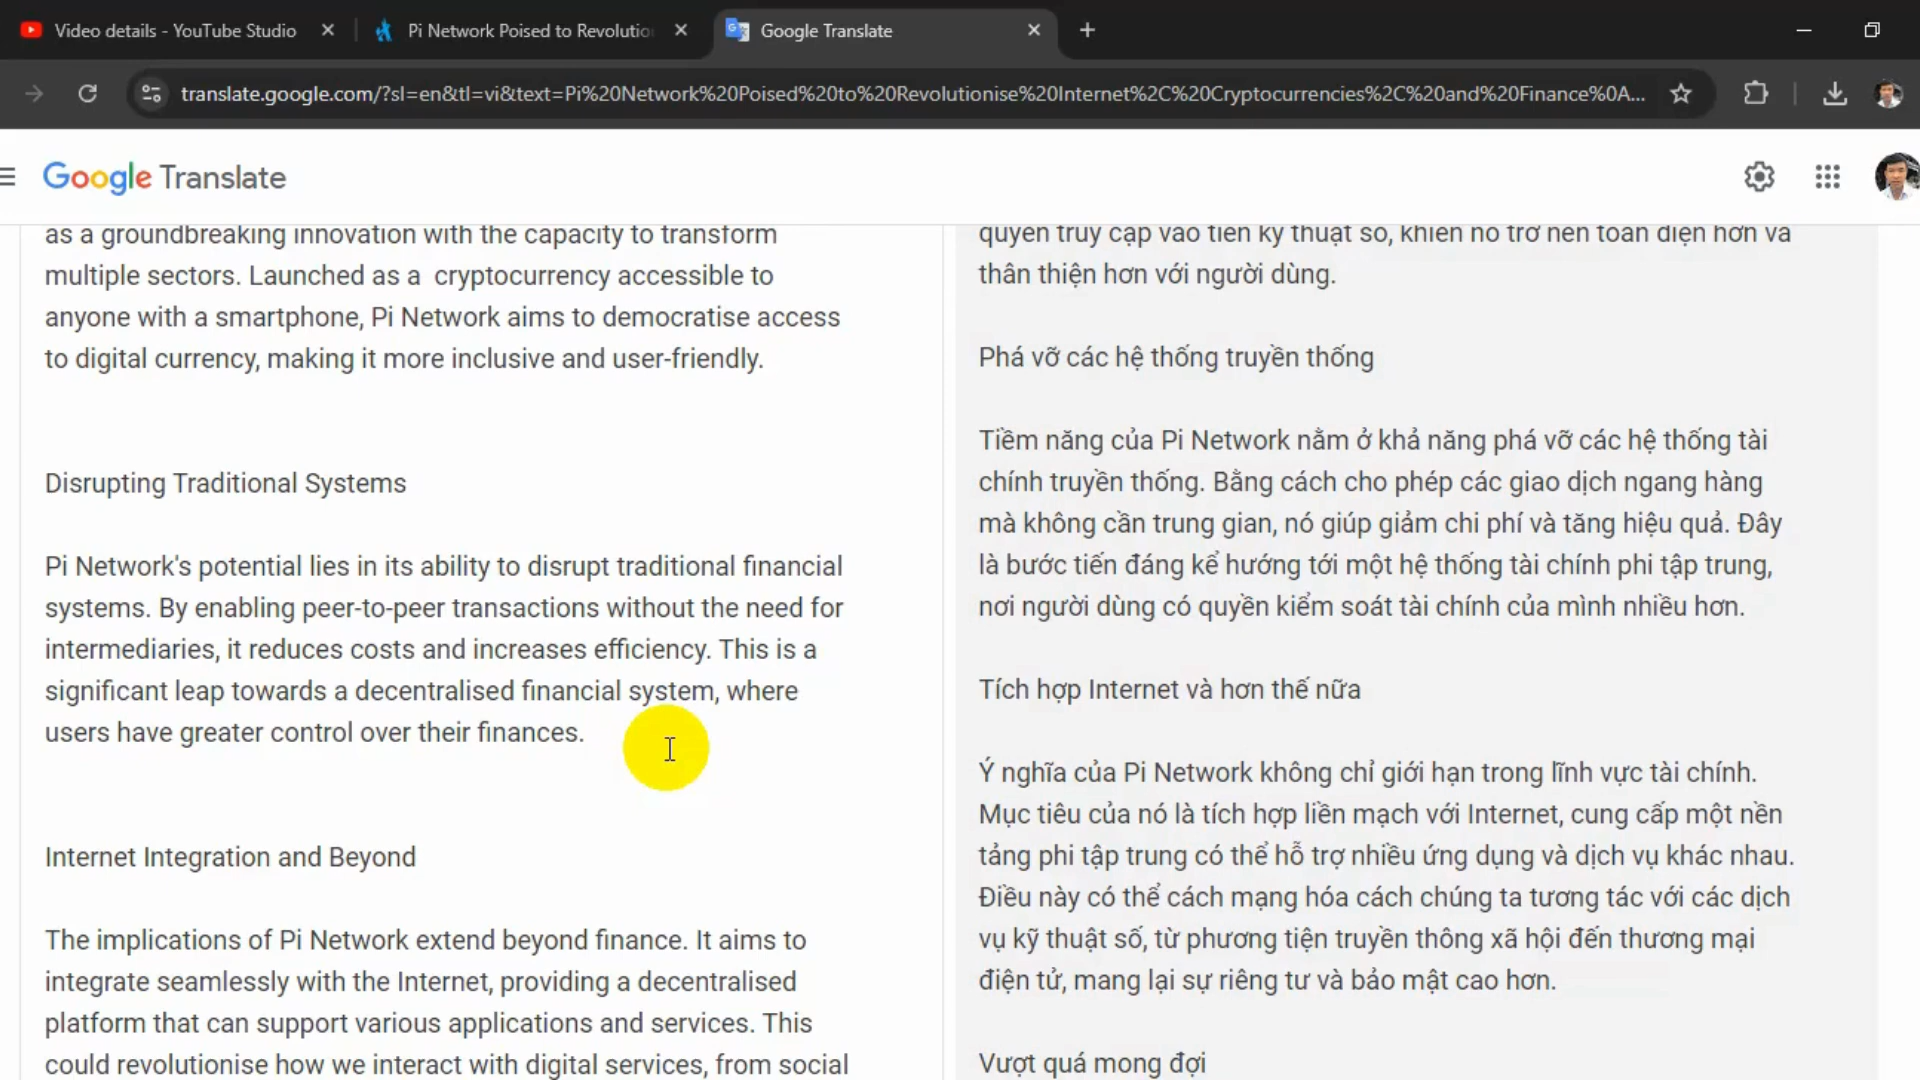 Video details - YouTube Studio
Pi Network Poised to Revolutio
Google Translate
translate.google.com/?sl=en&tl=vi&text=Pi%20Network%20Poised%20to%20Revolutionise%20Internet%2C%20Cryptocurrencies%2C%20and%20Finance%0A...
Google Translate
as a groundbreaking innovation with the capacity to transform
multiple sectors. Launched as a cryptocurrency accessible to
anyone with a smartphone, Pi Network aims to democratise access
to digital currency, making it more inclusive and user-friendly.
Disrupting Traditional Systems
Pi Network's potential lies in its ability to disrupt traditional financial
systems. By enabling peer-to-peer transactions without the need for
intermediaries, it reduces costs and increases efficiency. This is a
significant leap towards a decentralised financial system, where
users have greater control over their finances.
Internet Integration and Beyond
The implications of Pi Network extend beyond finance. It aims to
integrate seamlessly with the Internet, providing a decentralised
platform that can support various applications and services. This
could revolutionise how we interact with digital services, from social
quyền truy cập vào tiền kỹ thuật số, khiến nó trở nên toàn diện hơn và
thân thiện hơn với người dùng.
Phá vỡ các hệ thống truyền thống
Tiềm năng của Pi Network nằm ở khả năng phá vỡ các hệ thống tài
chính truyền thống. Bằng cách cho phép các giao dịch ngang hàng
mà không cần trung gian, nó giúp giảm chi phí và tăng hiệu quả. Đây
là bước tiến đáng kể hướng tới một hệ thống tài chính phi tập trung,
nơi người dùng có quyền kiểm soát tài chính của mình nhiều hơn.
Tích hợp Internet và hơn thế nữa
Ý nghĩa của Pi Network không chỉ giới hạn trong lĩnh vực tài chính.
Mục tiêu của nó là tích hợp liền mạch với Internet, cung cấp một nền
tảng phi tập trung có thể hỗ trợ nhiều ứng dụng và dịch vụ khác nhau.
Điều này có thể cách mạng hóa cách chúng ta tương tác với các dịch
vụ kỹ thuật số, từ phương tiện truyền thông xã hội đến thương mại
điện tử, mang lại sự riêng tư và bảo mật cao hơn.
Vượt quá mong đợi